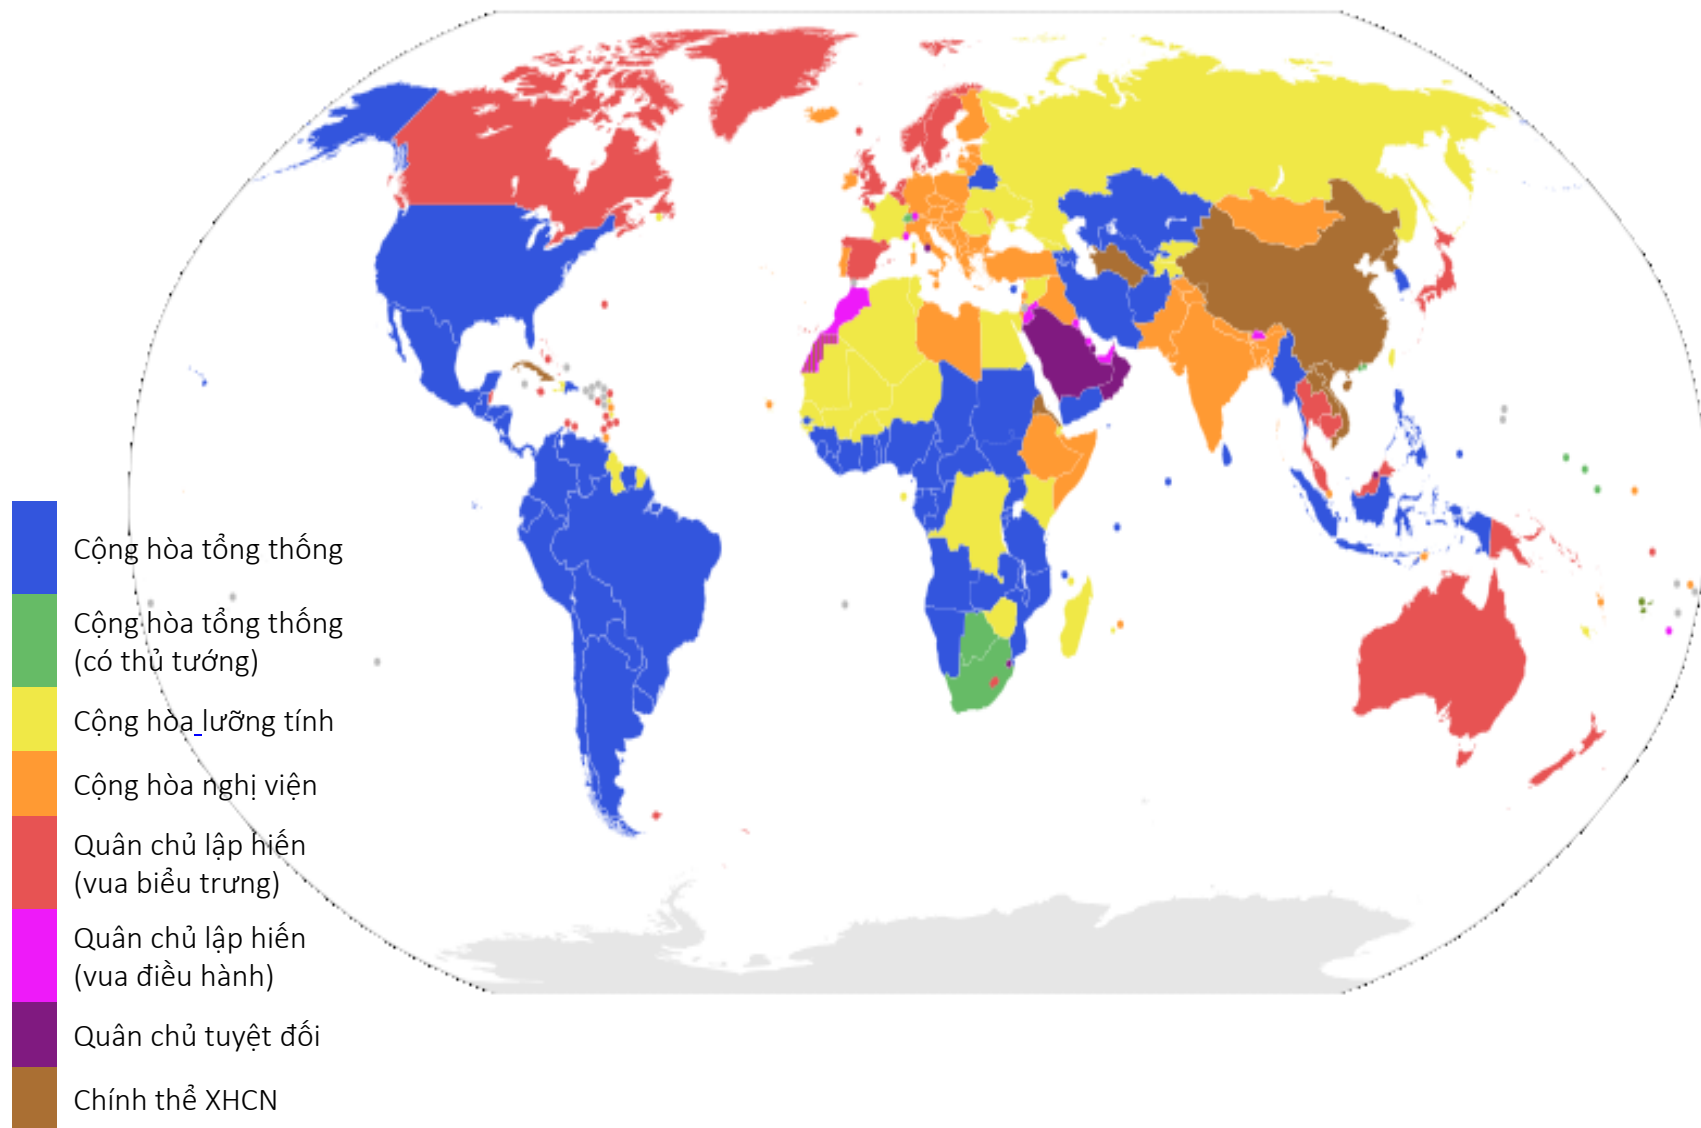 Cộng hòa tổng thống
Cộng hòa tổng thống
(có thủ tướng)
Cộng hòa lưỡng tính
Cộng hòa nghị viện
Quân chủ lập hiến
(vua biểu trưng)
Quân chủ lập hiến
(vua điều hành)
Quân chủ tuyệt đối
Chính thể XHCN